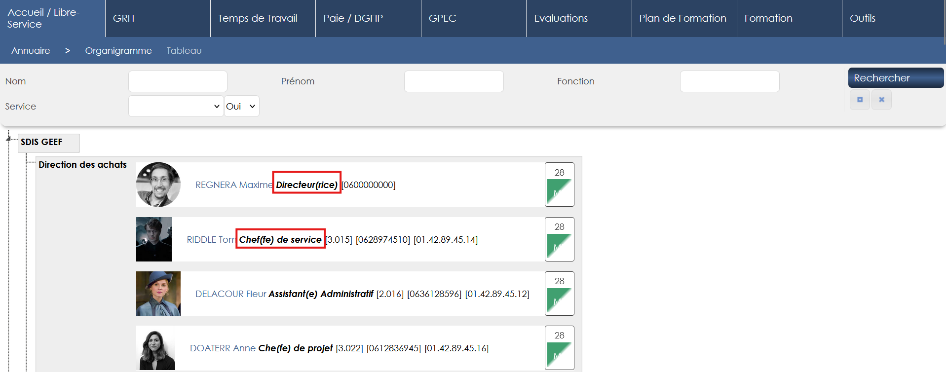 Accueil / Libre-Service
GRH
Temps de Travail
Paie / DGFIP
GPEC
Evaluations
Plan de Formation
Formation
Outils
Annuaire > Organigramme Tableau
Nom Prénom Fonction Rechercher
Service Oui
SDIS GEEF
Direction des achats
REGNERA Maxime Directeur(rice) [0600000000] 28
RIDDLE Tom Chef(fe) de service [3.015] [0628974510] [01.42.89.45.14] 28
DELACOUR Fleur Assistant(e) Administratif [2.016] [0636128596] [01.42.89.45.12] 28
DOATERR Anne Che(fe) de projet [3.022] [0612836945] [01.42.89.45.16] 28